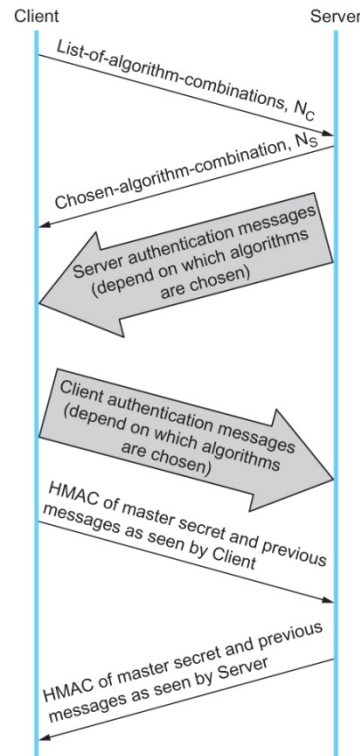 Client
Server
List-of-algorithm-combinations, N_C
Chosen-algorithm-combination, N_S
Server authentication messages
(depend on which algorithms
are chosen)
Client authentication messages
(depend on which algorithms
are chosen)
HMAC of master secret and previous
messages as seen by Client
HMAC of master secret and previous
messages as seen by Server